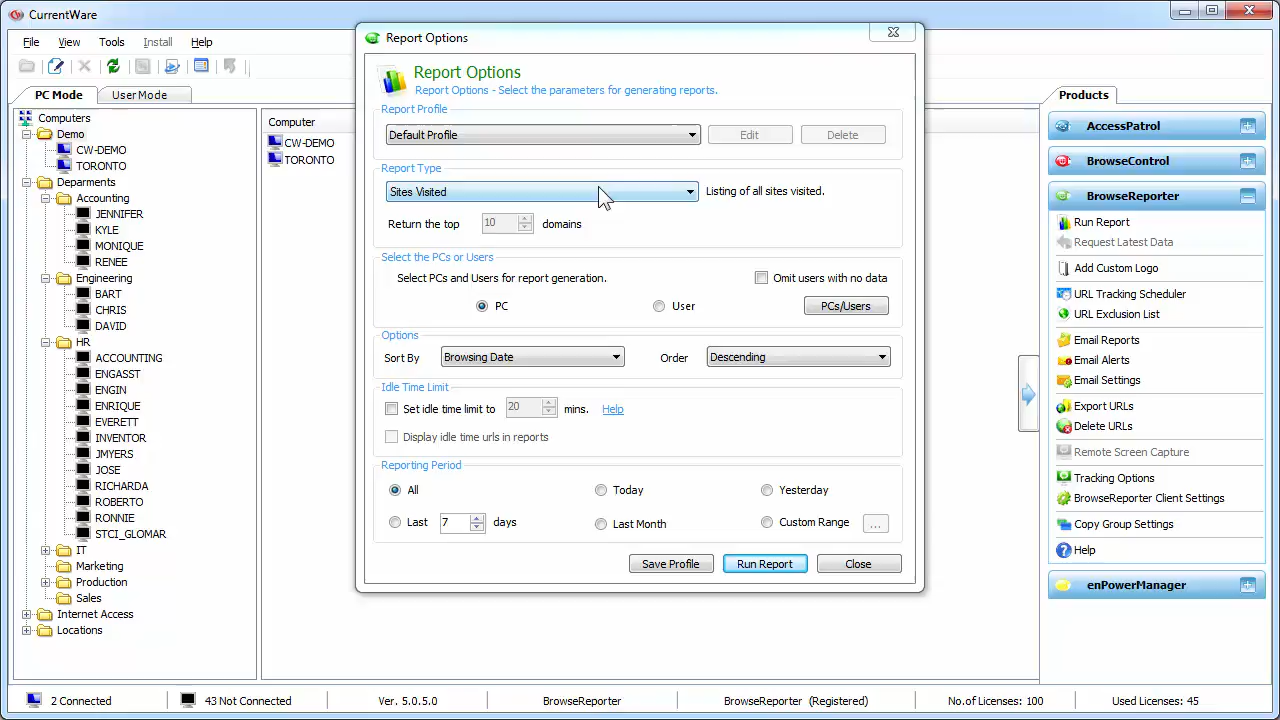 CurrentWare
File View Tools Install Help
PC Mode User Mode
Computers
Demo
CW-DEMO
TORONTO
Deparments
Accounting
JENNIFER
KYLE
MONIQUE
RENEE
Engineering
BART
CHRIS
DAVID
HR
ACCOUNTING
ENGASST
ENGIN
ENRIQUE
EVERETT
INVENTOR
JMYERS
JOSE
RICHARDA
ROBERTO
RONNIE
STCI_GLOMAR
IT
Marketing
Production
Sales
Internet Access
Locations
Computer
CW-DEMO
TORONTO
Report Options
Report Options
Report Options - Select the parameters for generating reports.
Report Profile
Default Profile Edit Delete
Report Type
Sites Visited Listing of all sites visited.
Return the top 10 domains
Select the PCs or Users
Select PCs and Users for report generation. Omit users with no data
PC User PCs/Users
Options
Sort By Browsing Date Order Descending
Idle Time Limit
Set idle time limit to 20 mins. Help
Display idle time urls in reports
Reporting Period
All Today Yesterday
Last 7 days Last Month Custom Range ...
Save Profile Run Report Close
Products
AccessPatrol
BrowseControl
BrowseReporter
Run Report
Request Latest Data
Add Custom Logo
URL Tracking Scheduler
URL Exclusion List
Email Reports
Email Alerts
Email Settings
Export URLs
Delete URLs
Remote Screen Capture
Tracking Options
BrowseReporter Client Settings
Copy Group Settings
Help
enPowerManager
2 Connected 43 Not Connected Ver. 5.0.5.0 BrowseReporter BrowseReporter (Registered) No.of Licenses: 100 Used Licenses: 45